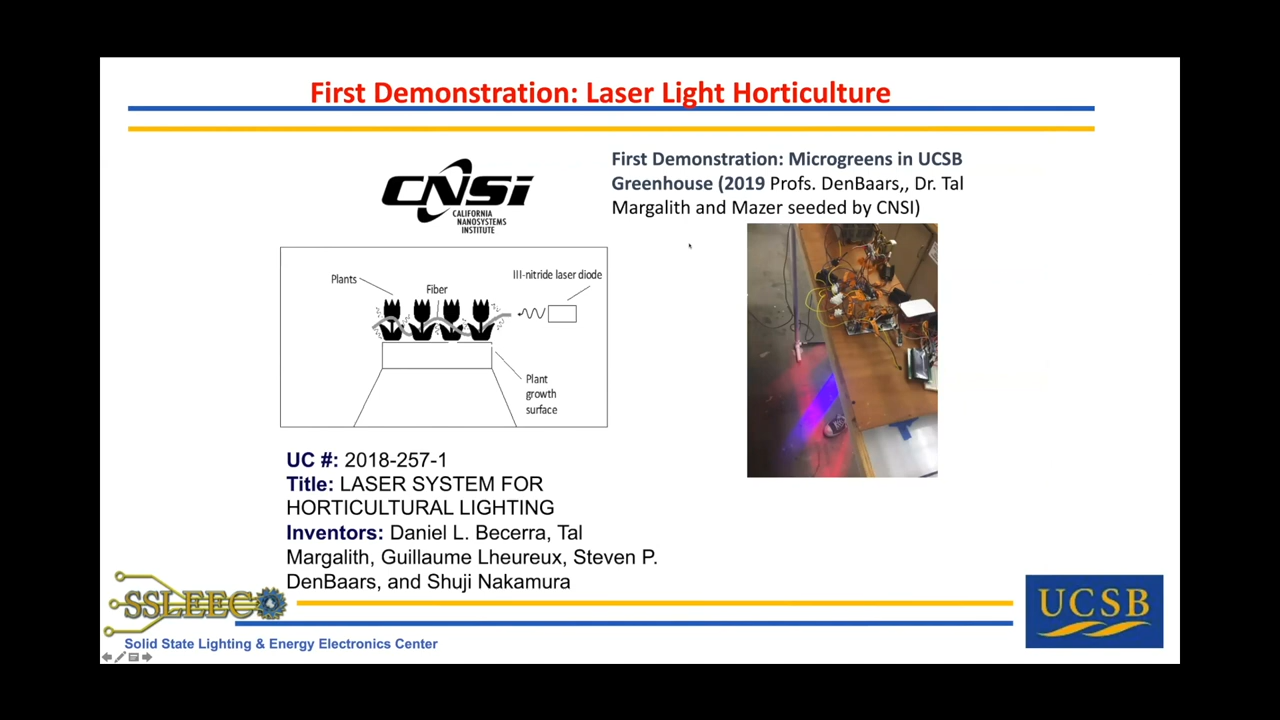 First Demonstration: Laser Light Horticulture
CNSi
CALIFORNIA
NANOSYSTEMS
INSTITUTE
First Demonstration: Microgreens in UCSB
Greenhouse (2019 Profs. DenBaars,, Dr. Tal
Margalith and Mazer seeded by CNSI)
Plants
Fiber
III-nitride laser diode
Plant
growth
surface
UC #: 2018-257-1
Title: LASER SYSTEM FOR
HORTICULTURAL LIGHTING
Inventors: Daniel L. Becerra, Tal
Margalith, Guillaume Lheureux, Steven P.
DenBaars, and Shuji Nakamura
SSLEEC
Solid State Lighting & Energy Electronics Center
UCSB